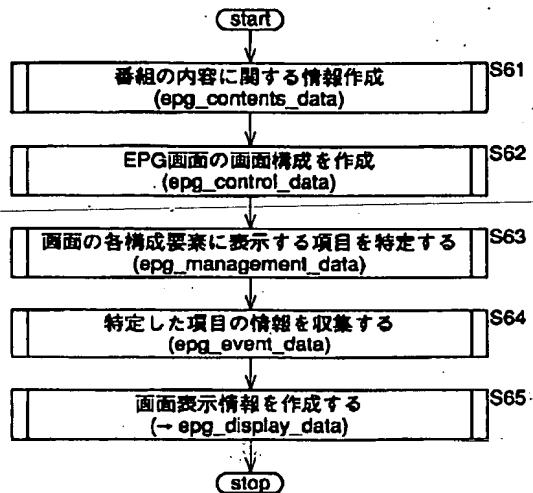 start
番組の内容に関する情報作成 S61
(epg_contents_data)
EPG画面の画面構成を作成 S62
(epg_control_data)
画面の各構成要素に表示する項目を特定する S63
(epg_management_data)
特定した項目の情報を収集する S64
(epg_event_data)
画面表示情報を作成する S65
(→ epg_display_data)
stop